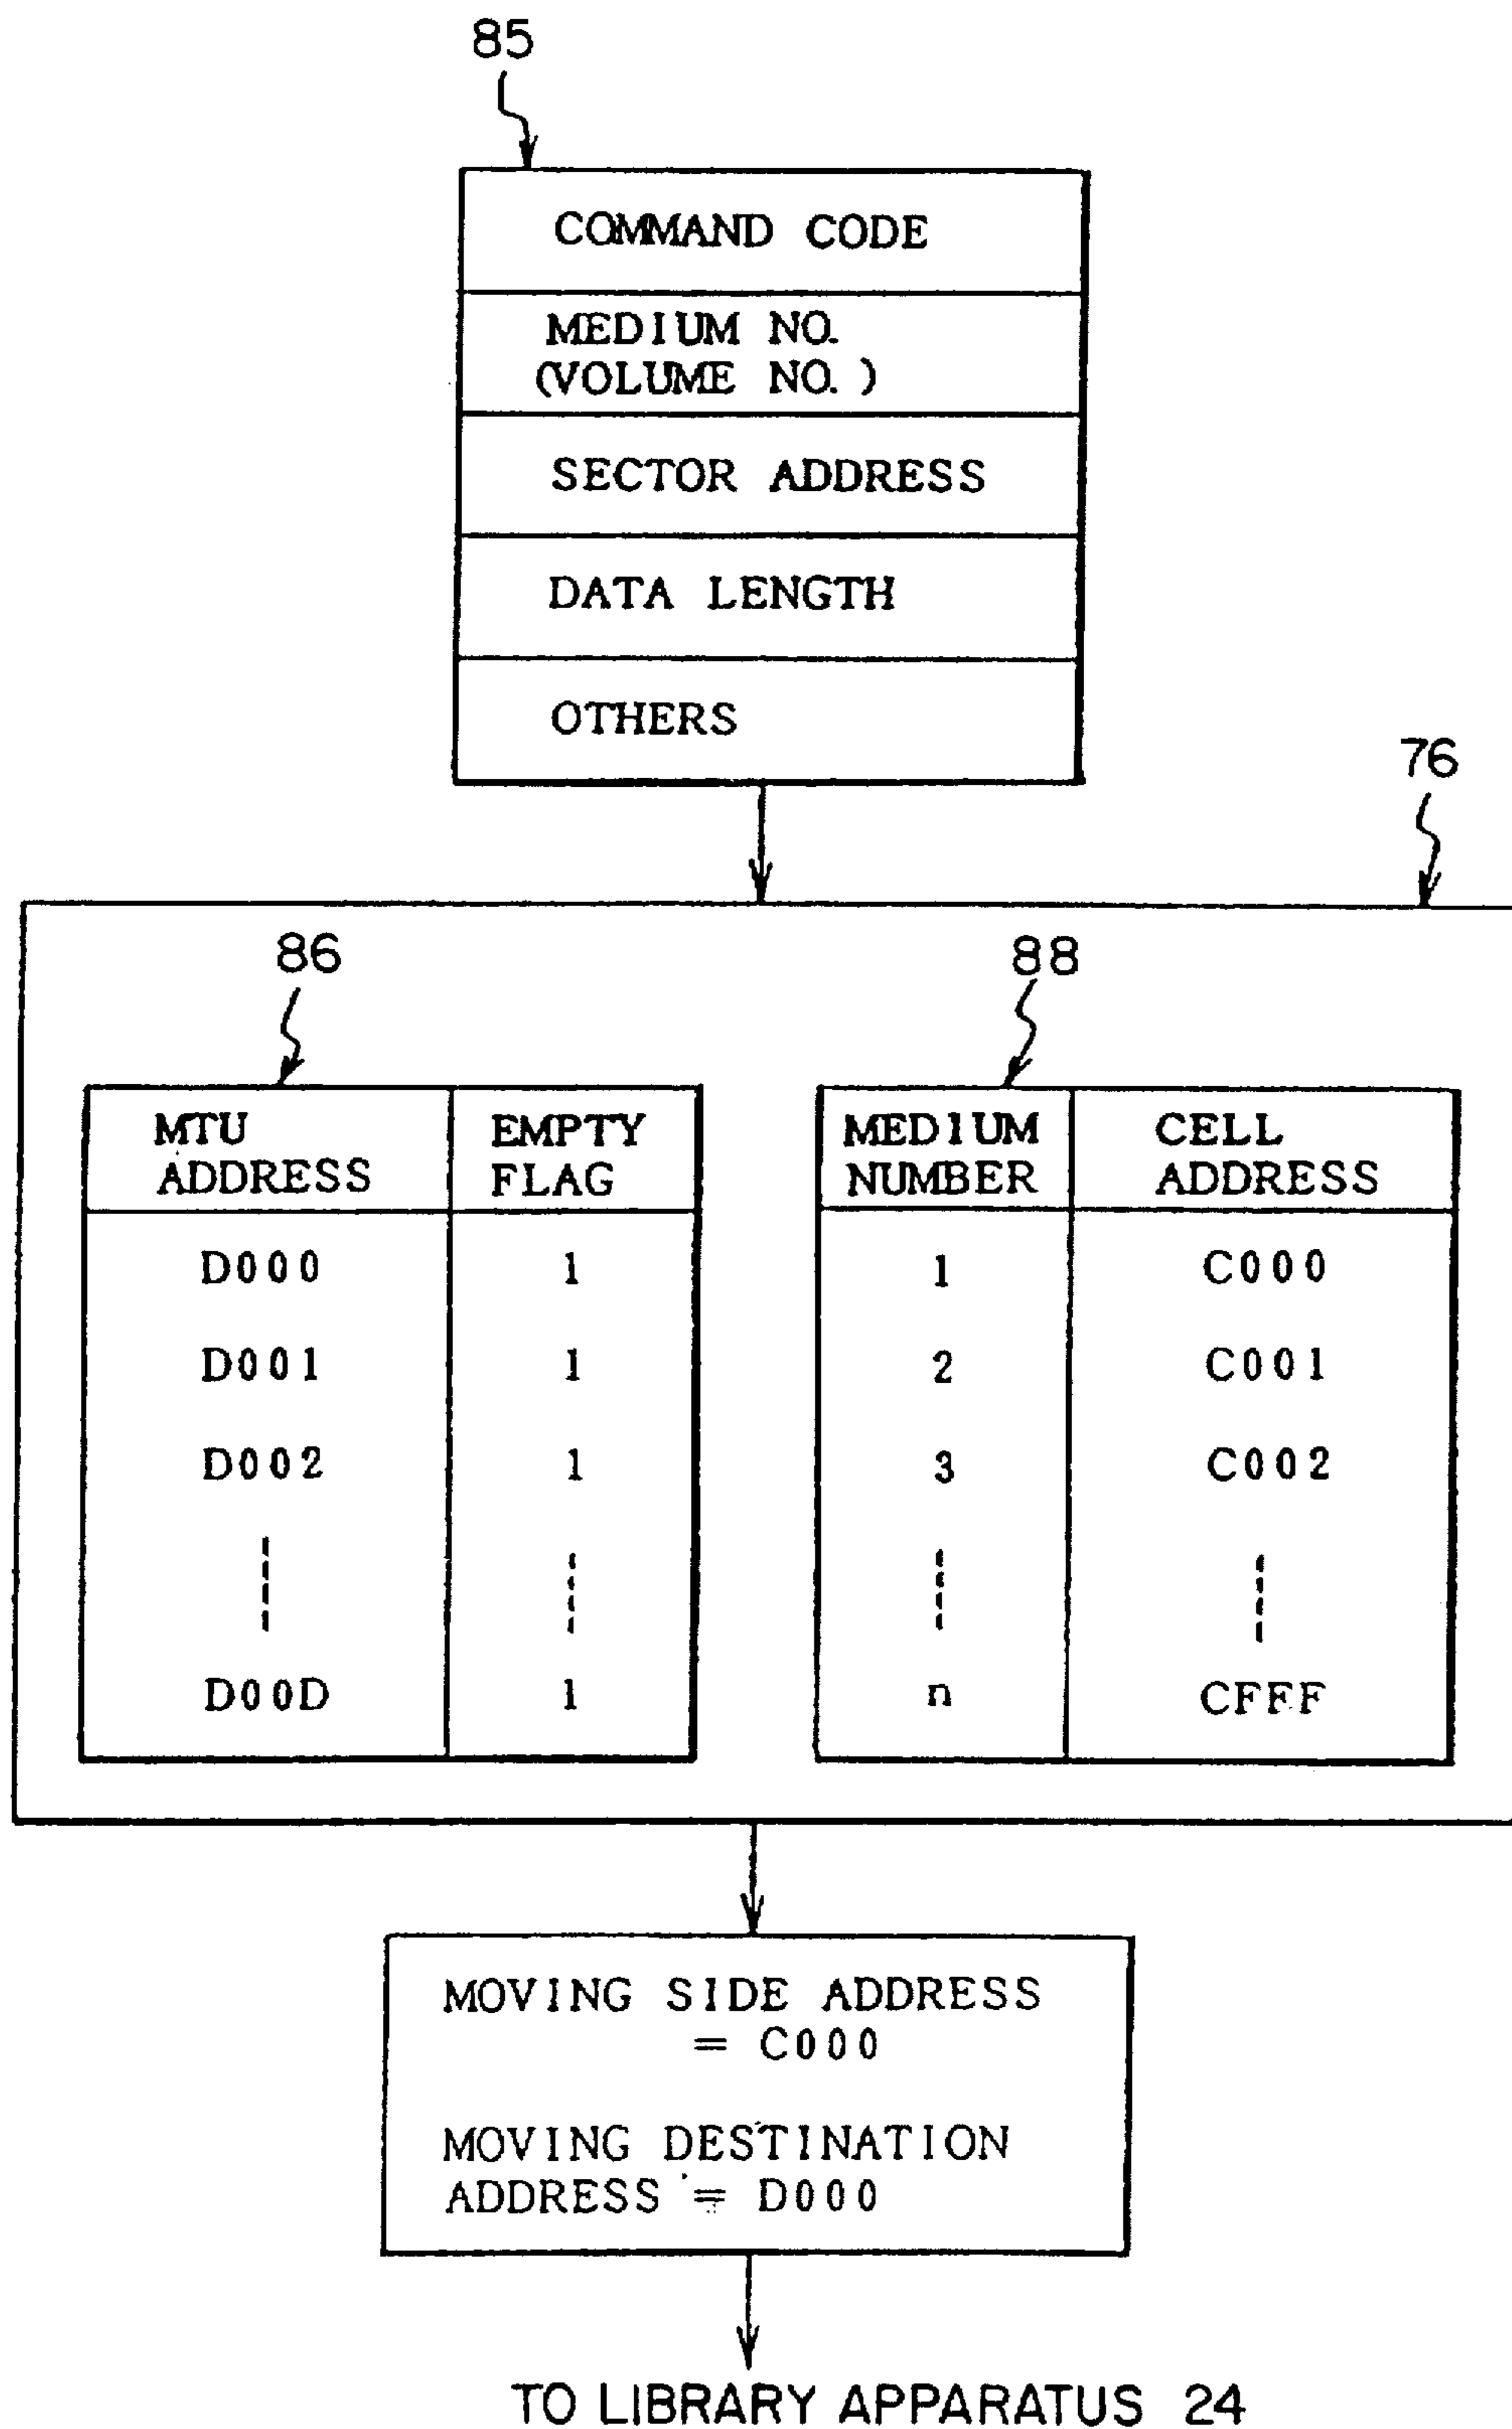 85
COMMAND CODE
MEDIUM NO.
(VOLUME NO.)
SECTOR ADDRESS
DATA LENGTH
OTHERS
76
86
88
MTU ADDRESS EMPTY FLAG
MEDIUM NUMBER CELL ADDRESS
D000 1 1 C000
D001 1 2 C001
D002 1 3 C002
D00D 1 n CFFF
MOVING SIDE ADDRESS
= C000
MOVING DESTINATION
ADDRESS = D000
TO LIBRARY APPARATUS 24